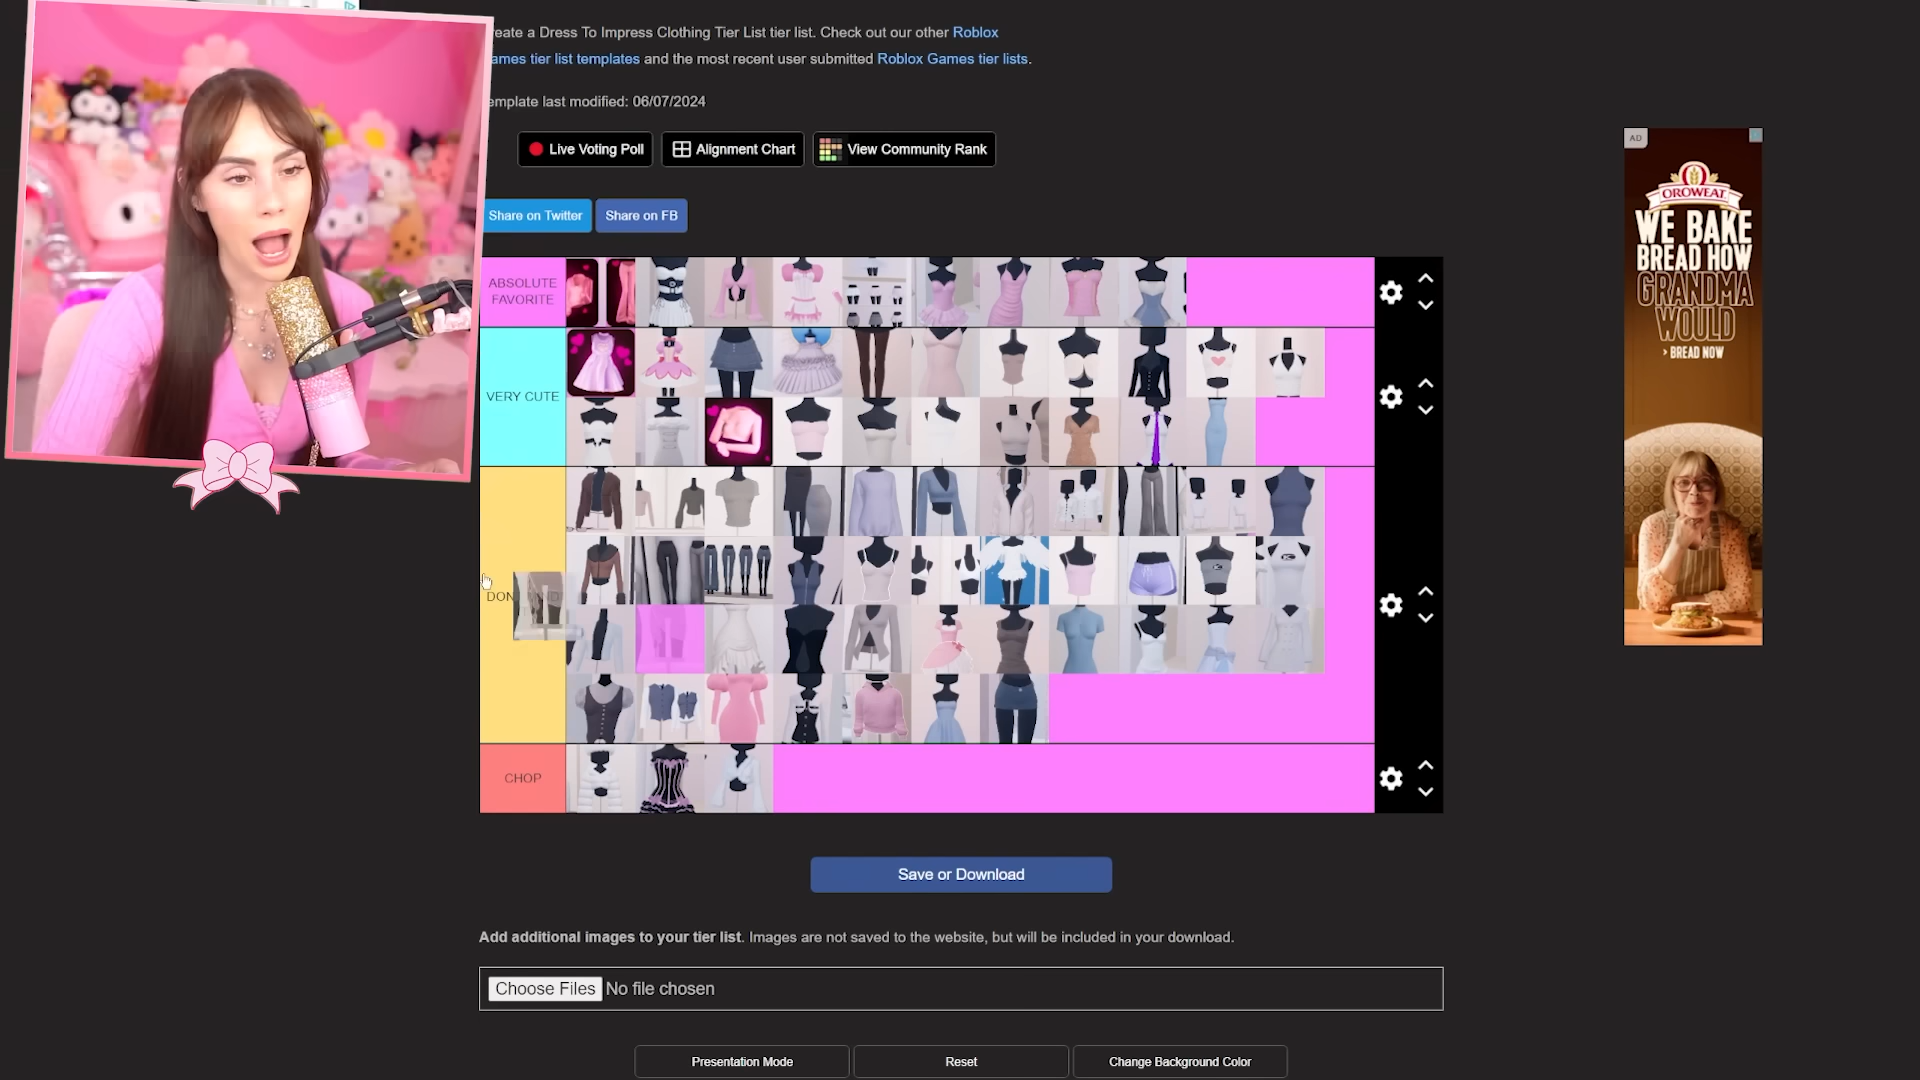 eate a Dress To Impress Clothing Tier List tier list. Check out our other Roblox
ames tier list templates and the most recent user submitted Roblox Games tier lists.
emplate last modified: 06/07/2024
Live Voting Poll
Alignment Chart
View Community Rank
Share on Twitter
Share on FB
ABSOLUTE
FAVORITE
VERY CUTE
DON
CHOP
Save or Download
Add additional images to your tier list. Images are not saved to the website, but will be included in your download.
Choose Files No file chosen
Presentation Mode
Reset
Change Background Color
AD
OROWEAT
WE BAKE
BREAD HOW
GRANDMA
WOULD
› BREAD NOW